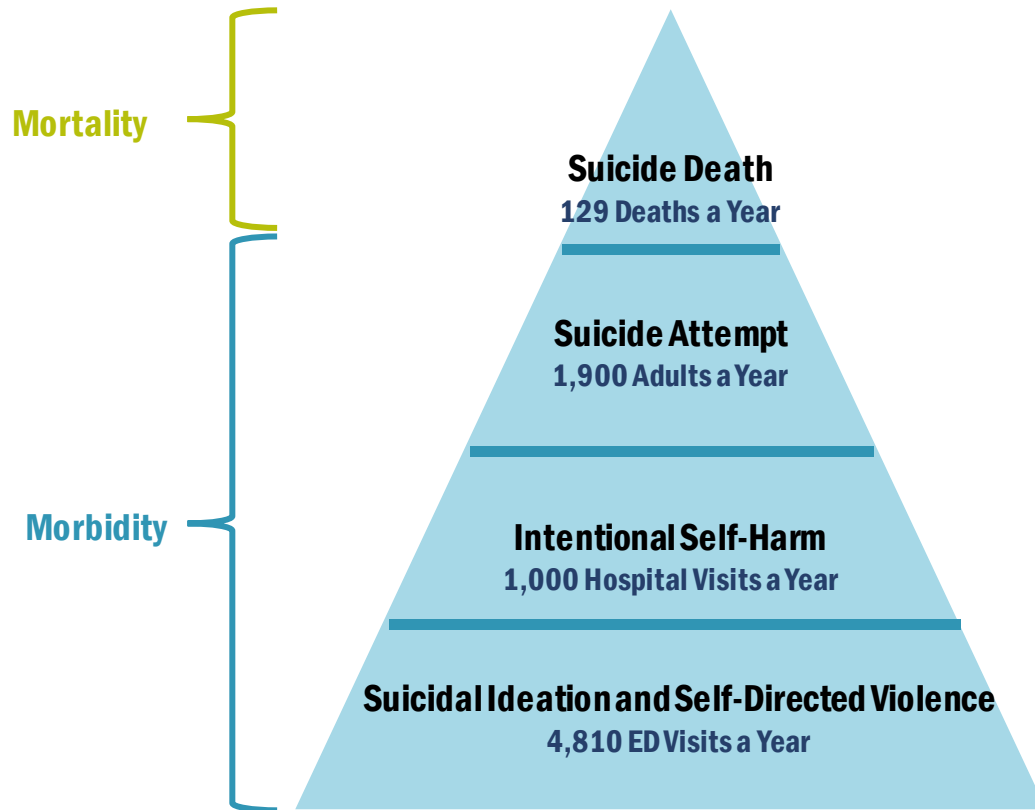 Mortality
Suicide Death
129 Deaths a Year
Suicide Attempt
1,900 Adults a Year
Morbidity
Intentional Self-Harm
1,000 Hospital Visits a Year
Suicidal Ideation and Self-Directed Violence
4,810 ED Visits a Year